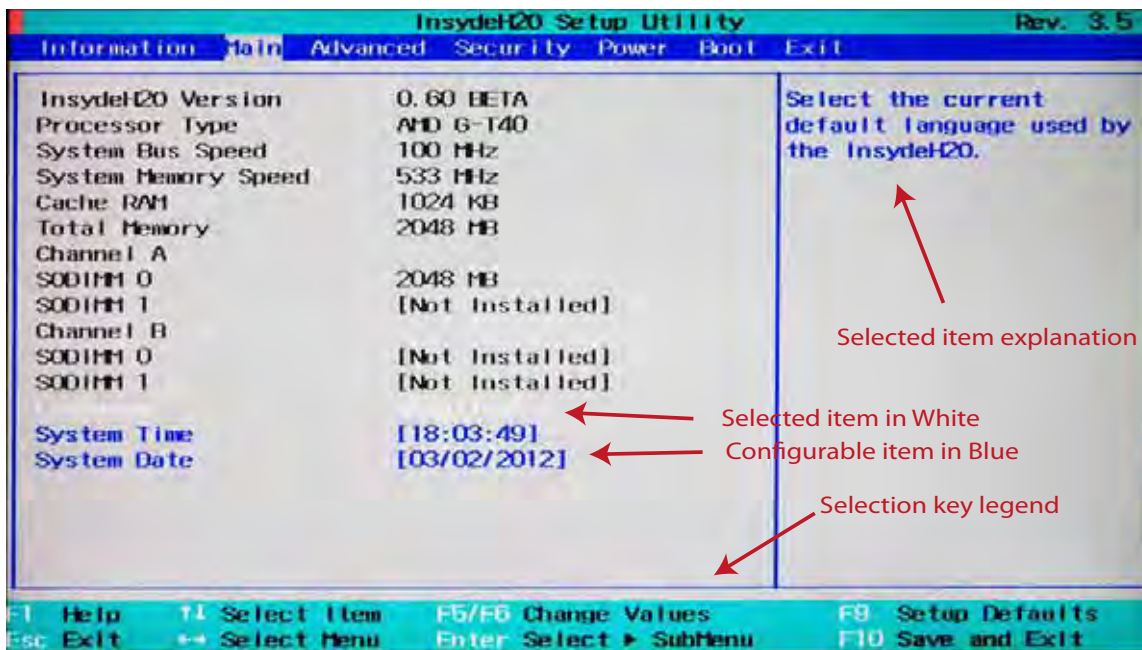 InsydeH20 Setup Utility Rev. 3.5
Information Main Advanced Security Power Boot Exit
InsydeH20 Version 0.60 BETA
Processor Type AMD G-T40
System Bus Speed 100 MHz
System Memory Speed 533 MHz
Cache RAM 1024 KB
Total Memory 2048 MB
Channel A
SODIMM 0 2048 MB
SODIMM 1 [Not Installed]
Channel B
SODIMM 0 [Not Installed]
SODIMM 1 [Not Installed]
System Time [18:03:49]
System Date [03/02/2012]
Select the current
default language used by
the InsydeH20.
Selected item explanation
Selected item in White
Configurable item in Blue
Selection key legend
F1 Help ↑↓ Select Item F5/F6 Change Values F9 Setup Defaults
Esc Exit ←→ Select Menu Enter Select ▶ SubMenu F10 Save and Exit